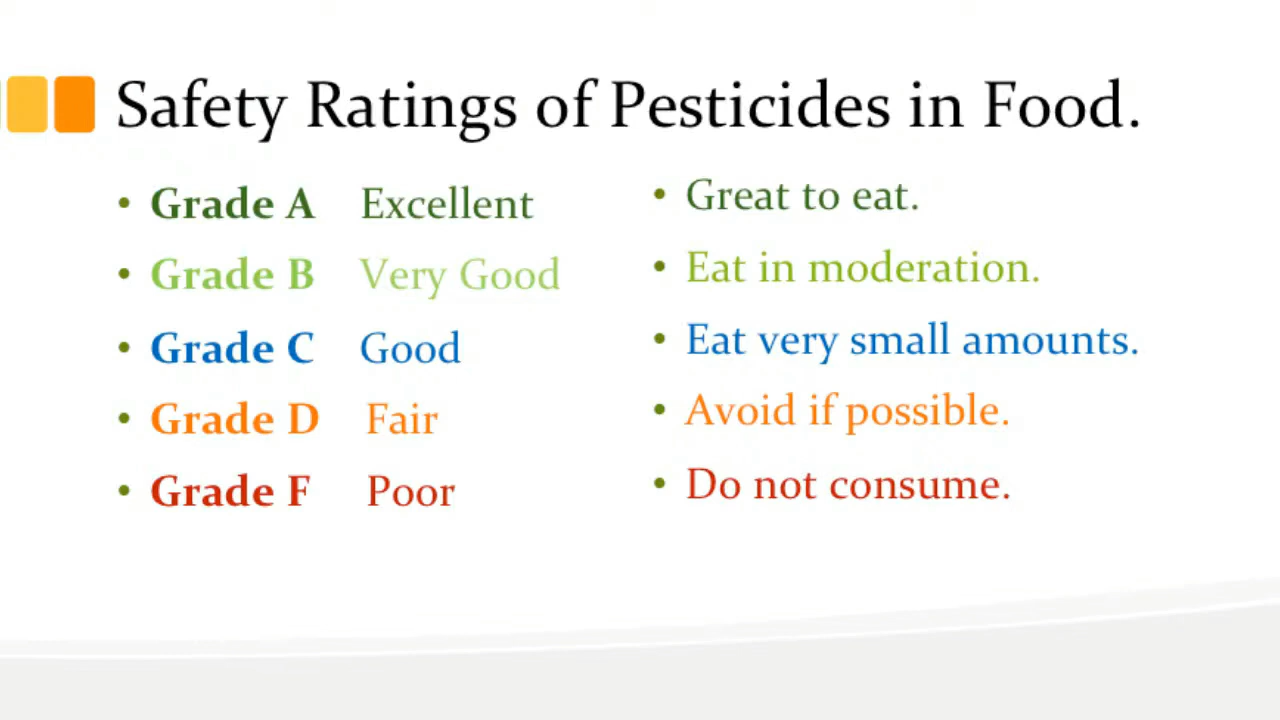 Safety Ratings of Pesticides in Food.
• Grade A Excellent
• Grade B Very Good
• Grade C Good
• Grade D Fair
• Grade F Poor
• Great to eat.
• Eat in moderation.
• Eat very small amounts.
• Avoid if possible.
• Do not consume.